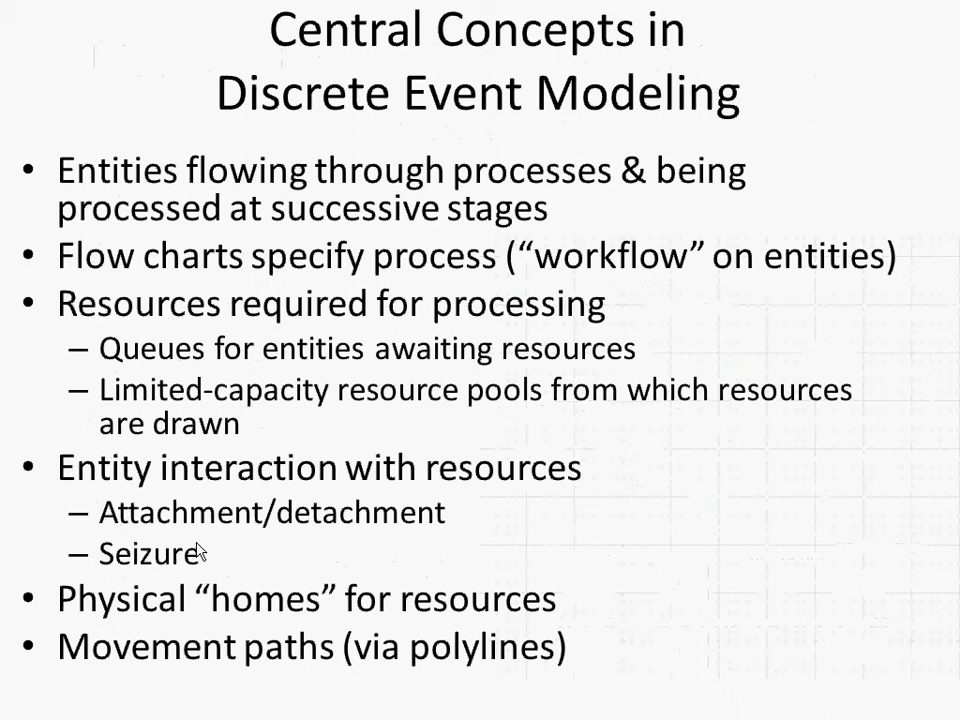 Central Concepts in
Discrete Event Modeling
• Entities flowing through processes & being
processed at successive stages
• Flow charts specify process (“workflow” on entities)
• Resources required for processing
– Queues for entities awaiting resources
– Limited-capacity resource pools from which resources
are drawn
• Entity interaction with resources
– Attachment/detachment
– Seizure
• Physical “homes” for resources
• Movement paths (via polylines)